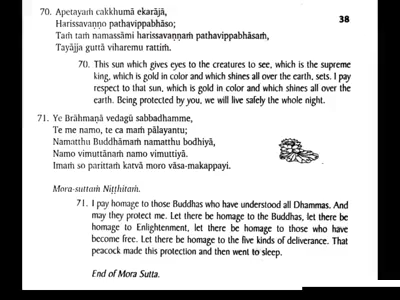 70. Apetayaṁ cakkhumā ekarājā,
Harissavaṇṇo pathavippabhāso;
Taṁ taṁ namassāmi harissavaṇṇaṁ pathavippabhāsaṁ,
Tayājja guttā viharemu rattiṁ.
38
70. This sun which gives eyes to the creatures to see, which is the supreme
king, which is gold in color and which shines all over the earth, sets. I pay
respect to that sun, which is gold in color and which shines all over the
earth. Being protected by you, we will live safely the whole night.
71. Ye Brāhmaṇā vedagū sabbadhamme,
Te me namo, te ca maṁ pālayantu;
Namatthu Buddhānaṁ namatthu bodhiyā,
Namo vimuttānaṁ namo vimuttiyā.
Imaṁ so parittaṁ katvā moro vāsa-makappayi.
Mora-suttaṁ Niṭṭhitaṁ.
71. I pay homage to those Buddhas who have understood all Dhammas. And
may they protect me. Let there be homage to the Buddhas, let there be
homage to Enlightenment, let there be homage to those who have
become free. Let there be homage to the five kinds of deliverance. That
peacock made this protection and then went to sleep.
End of Mora Sutta.